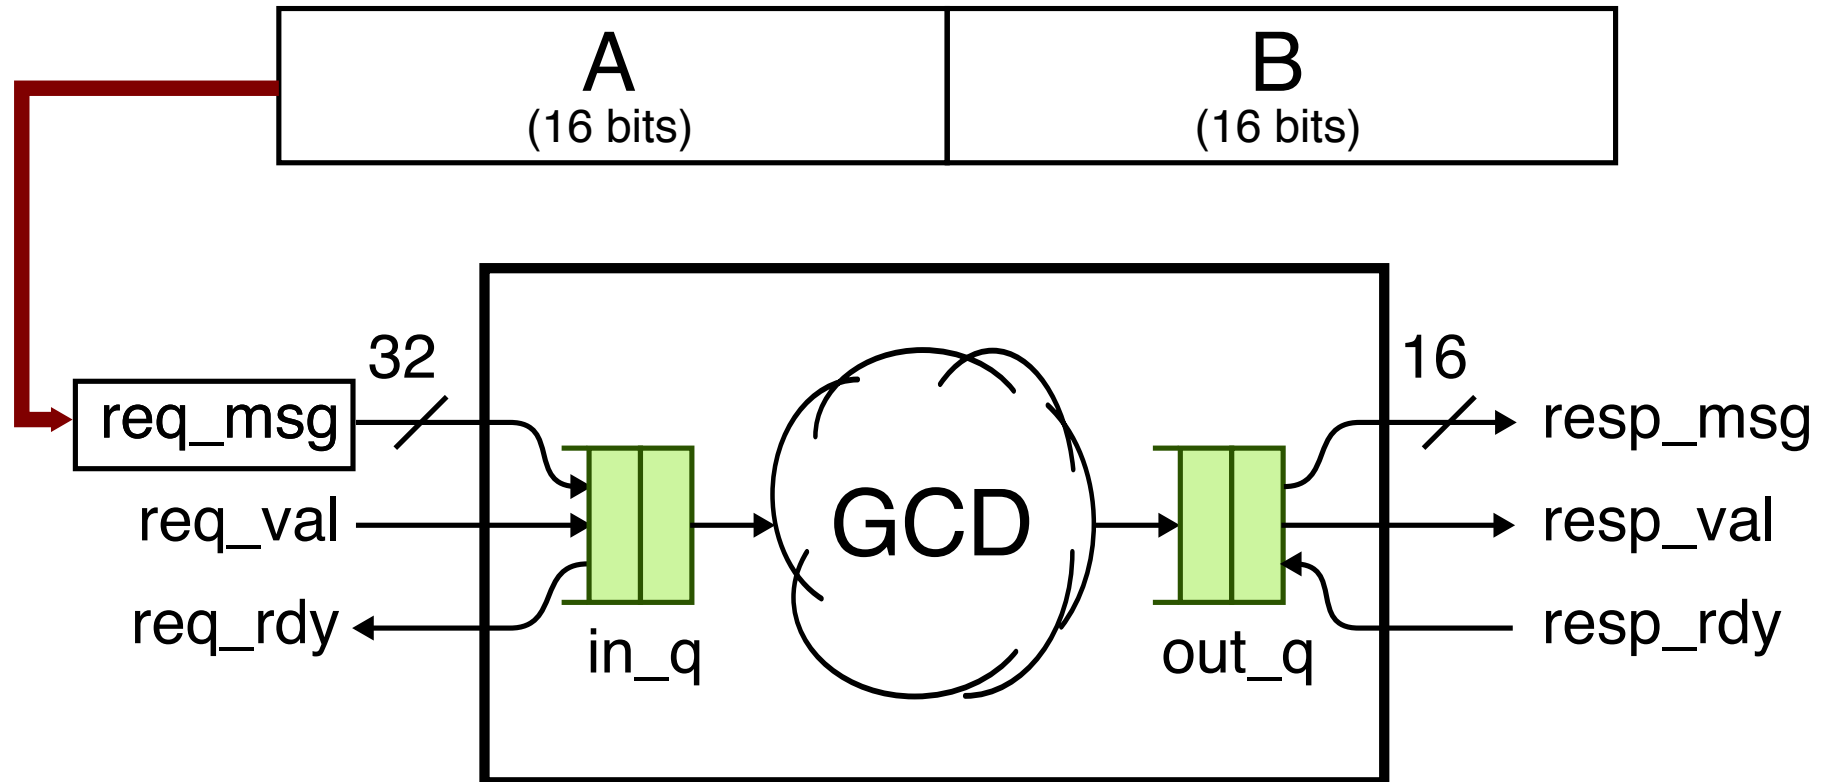 A
(16 bits)
B
(16 bits)
32
16
req_msg
resp_msg
req_val
GCD
resp_val
req_rdy
in_q
out_q
resp_rdy